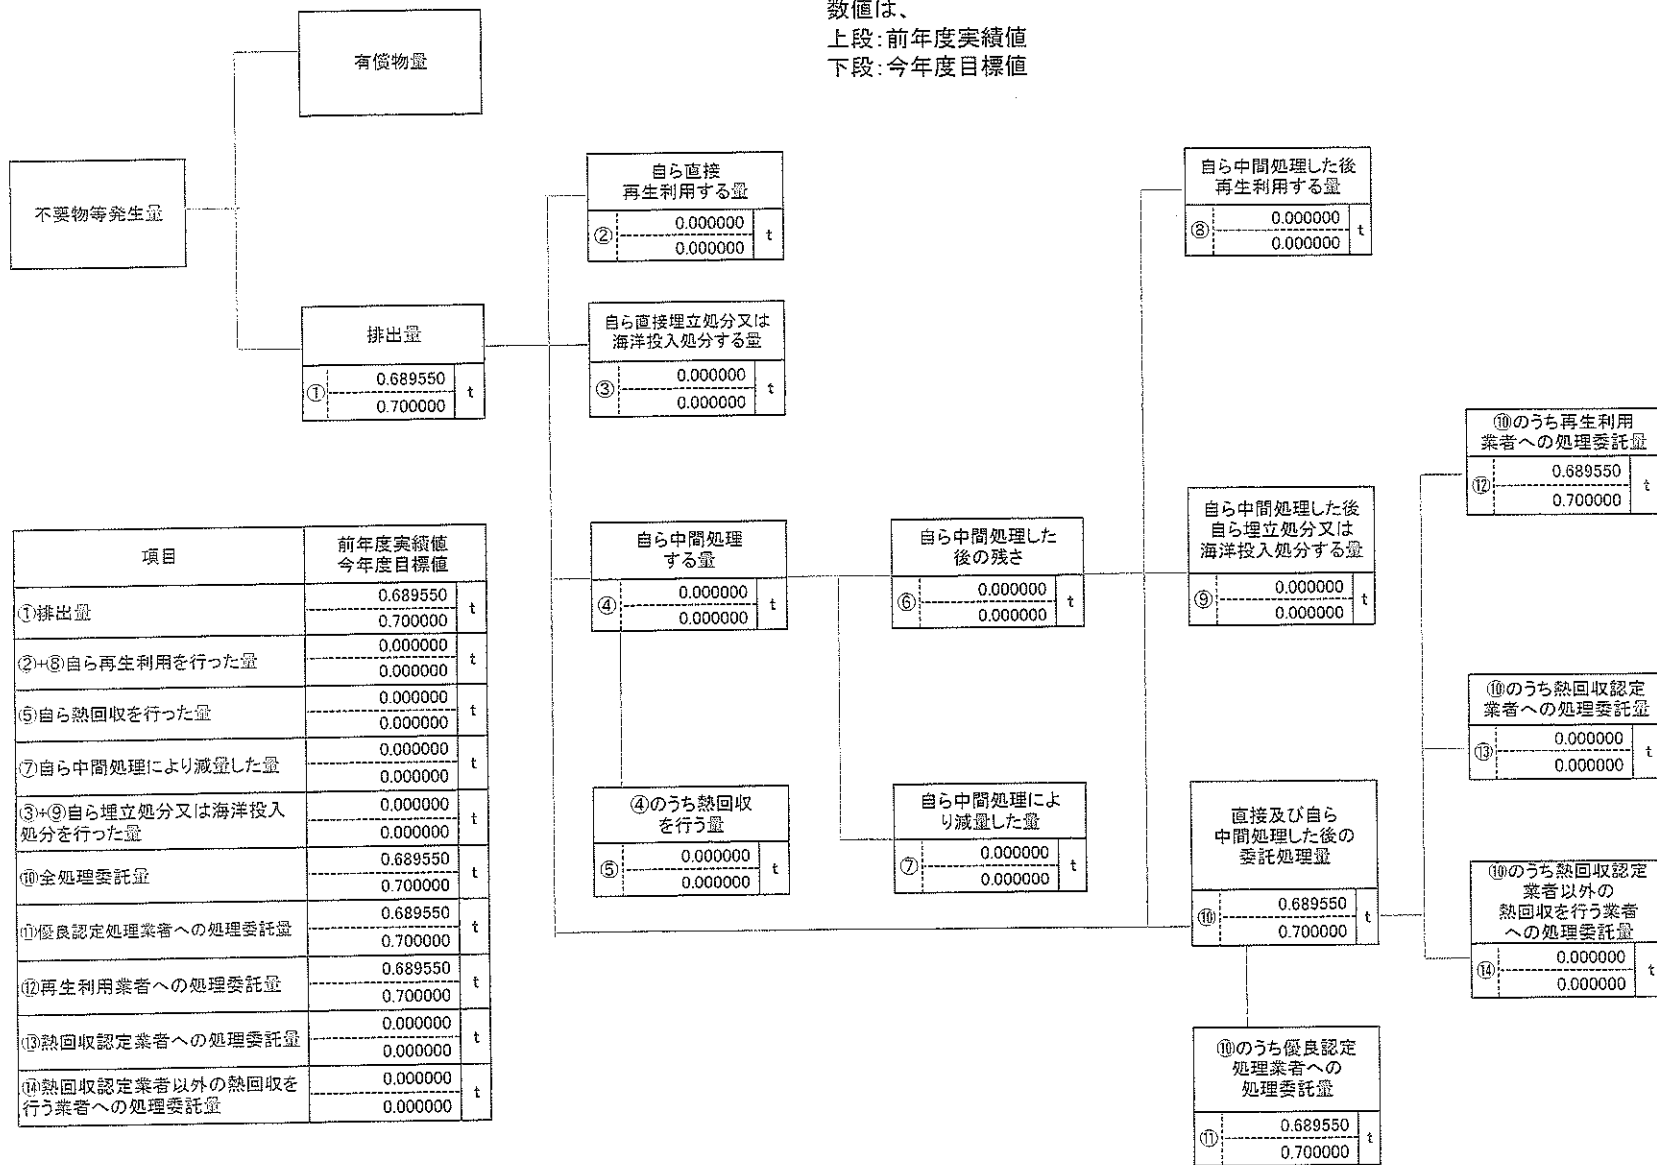 数値は、
上段:前年度実績値
下段:今年度目標値
有償物量
不要物等発生量
排出量
① 0.689550 t
0.700000
自ら直接
再生利用する量
② 0.000000 t
0.000000
自ら直接埋立処分又は
海洋投入処分する量
③ 0.000000 t
0.000000
自ら中間処理
する量
④ 0.000000 t
0.000000
④のうち熱回収
を行う量
⑤ 0.000000 t
0.000000
自ら中間処理した
後の残さ
⑥ 0.000000 t
0.000000
自ら中間処理によ
り減量した量
⑦ 0.000000 t
0.000000
自ら中間処理した後
再生利用する量
⑧ 0.000000 t
0.000000
自ら中間処理した後
自ら埋立処分又は
海洋投入処分する量
⑨ 0.000000 t
0.000000
直接及び自ら
中間処理した後の
委託処理量
⑩ 0.689550 t
0.700000
⑩のうち優良認定
処理業者への
処理委託量
⑪ 0.689550 t
0.700000
⑩のうち再生利用
業者への処理委託量
⑫ 0.689550 t
0.700000
⑩のうち熱回収認定
業者への処理委託量
⑬ 0.000000 t
0.000000
⑩のうち熱回収認定
業者以外の
熱回収を行う業者
への処理委託量
⑭ 0.000000 t
0.000000
項目 前年度実績値
今年度目標値
①排出量 0.689550 t
0.700000
②+⑧自ら再生利用を行った量 0.000000 t
0.000000
⑤自ら熱回収を行った量 0.000000 t
0.000000
⑦自ら中間処理により減量した量 0.000000 t
0.000000
③+⑨自ら埋立処分又は海洋投入 0.000000 t
処分を行った量 0.000000
⑩全処理委託量 0.689550 t
0.700000
⑪優良認定処理業者への処理委託量 0.689550 t
0.700000
⑫再生利用業者への処理委託量 0.689550 t
0.700000
⑬熱回収認定業者への処理委託量 0.000000 t
0.000000
⑭熱回収認定業者以外の熱回収を 0.000000 t
行う業者への処理委託量 0.000000